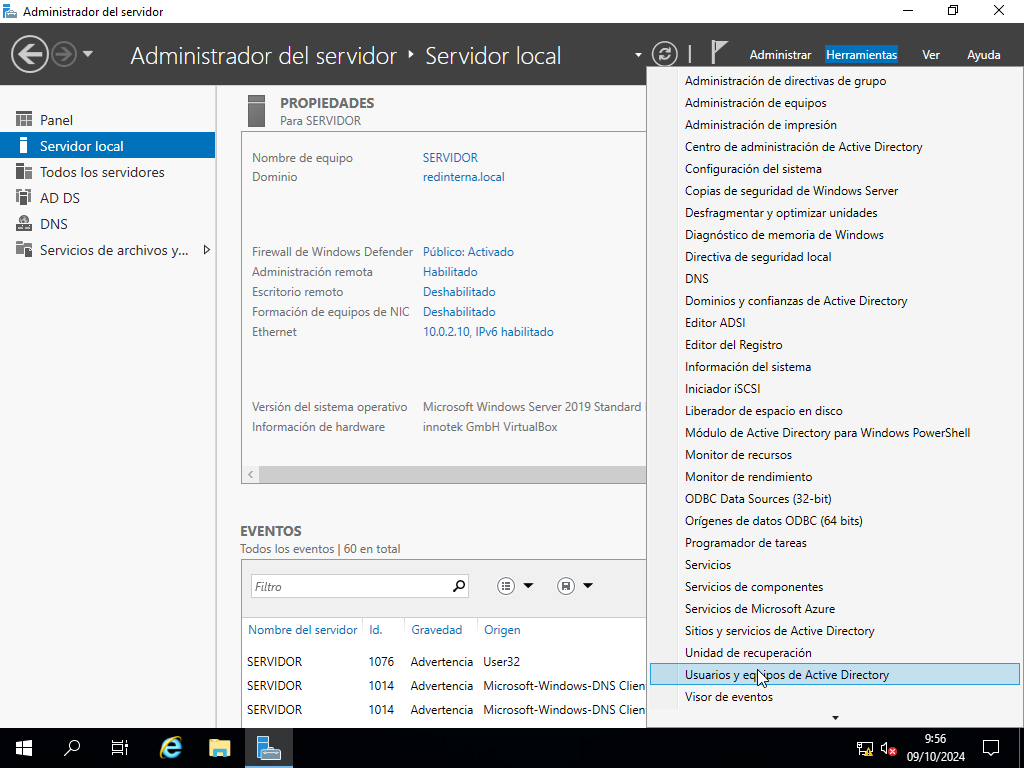 Administrador del servidor
Administrador del servidor
Servidor local
Administrar
Herramientas
Ver
Ayuda
Panel
Servidor local
Todos los servidores
AD DS
DNS
Servicios de archivos y...
PROPIEDADES
Para SERVIDOR
Nombre de equipo SERVIDOR
Dominio redinterna.local
Firewall de Windows Defender Público: Activado
Administración remota Habilitado
Escritorio remoto Deshabilitado
Formación de equipos de NIC Deshabilitado
Ethernet 10.0.2.10, IPv6 habilitado
Versión del sistema operativo Microsoft Windows Server 2019 Standard
Información de hardware innotek GmbH VirtualBox
EVENTOS
Todos los eventos | 60 en total
Filtro
Nombre del servidor Id. Gravedad Origen
SERVIDOR 1076 Advertencia User32
SERVIDOR 1014 Advertencia Microsoft-Windows-DNS Clien
SERVIDOR 1014 Advertencia Microsoft-Windows-DNS Clien
Administración de directivas de grupo
Administración de equipos
Administración de impresión
Centro de administración de Active Directory
Configuración del sistema
Copias de seguridad de Windows Server
Desfragmentar y optimizar unidades
Diagnóstico de memoria de Windows
Directiva de seguridad local
DNS
Dominios y confianzas de Active Directory
Editor ADSI
Editor del Registro
Información del sistema
Iniciador iSCSI
Liberador de espacio en disco
Módulo de Active Directory para Windows PowerShell
Monitor de recursos
Monitor de rendimiento
ODBC Data Sources (32-bit)
Orígenes de datos ODBC (64 bits)
Programador de tareas
Servicios
Servicios de componentes
Servicios de Microsoft Azure
Sitios y servicios de Active Directory
Unidad de recuperación
Usuarios y equipos de Active Directory
Visor de eventos
9:56
09/10/2024